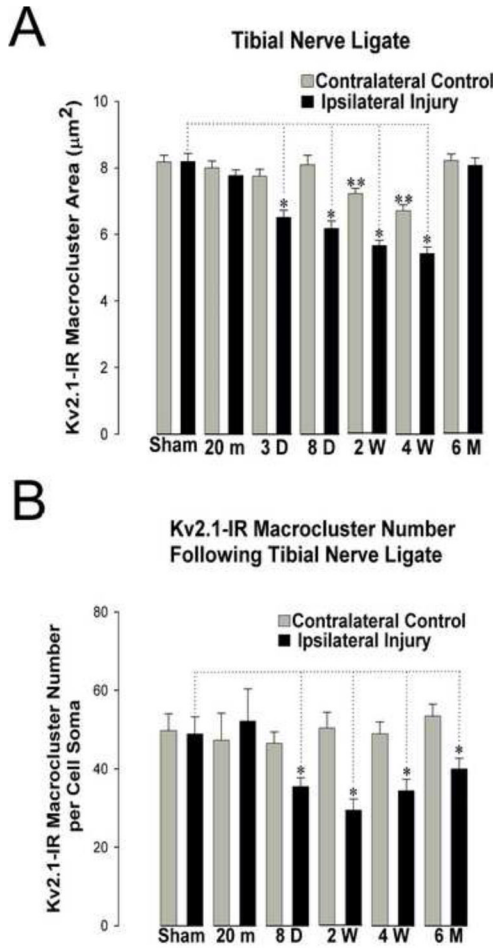 A
Tibial Nerve Ligate
Contralateral Control
Ipsilateral Injury
Kv2.1-IR Macrocluster Area (μm²)
10
8
6
4
2
0
*
*
**
*
**
*
Sham 20 m 3 D 8 D 2 W 4 W 6 M
B
Kv2.1-IR Macrocluster Number
Following Tibial Nerve Ligate
Contralateral Control
Ipsilateral Injury
Kv2.1-IR Macrocluster Number
per Cell Soma
80
60
40
20
0
*
*
*
*
Sham 20 m 8 D 2 W 4 W 6 M